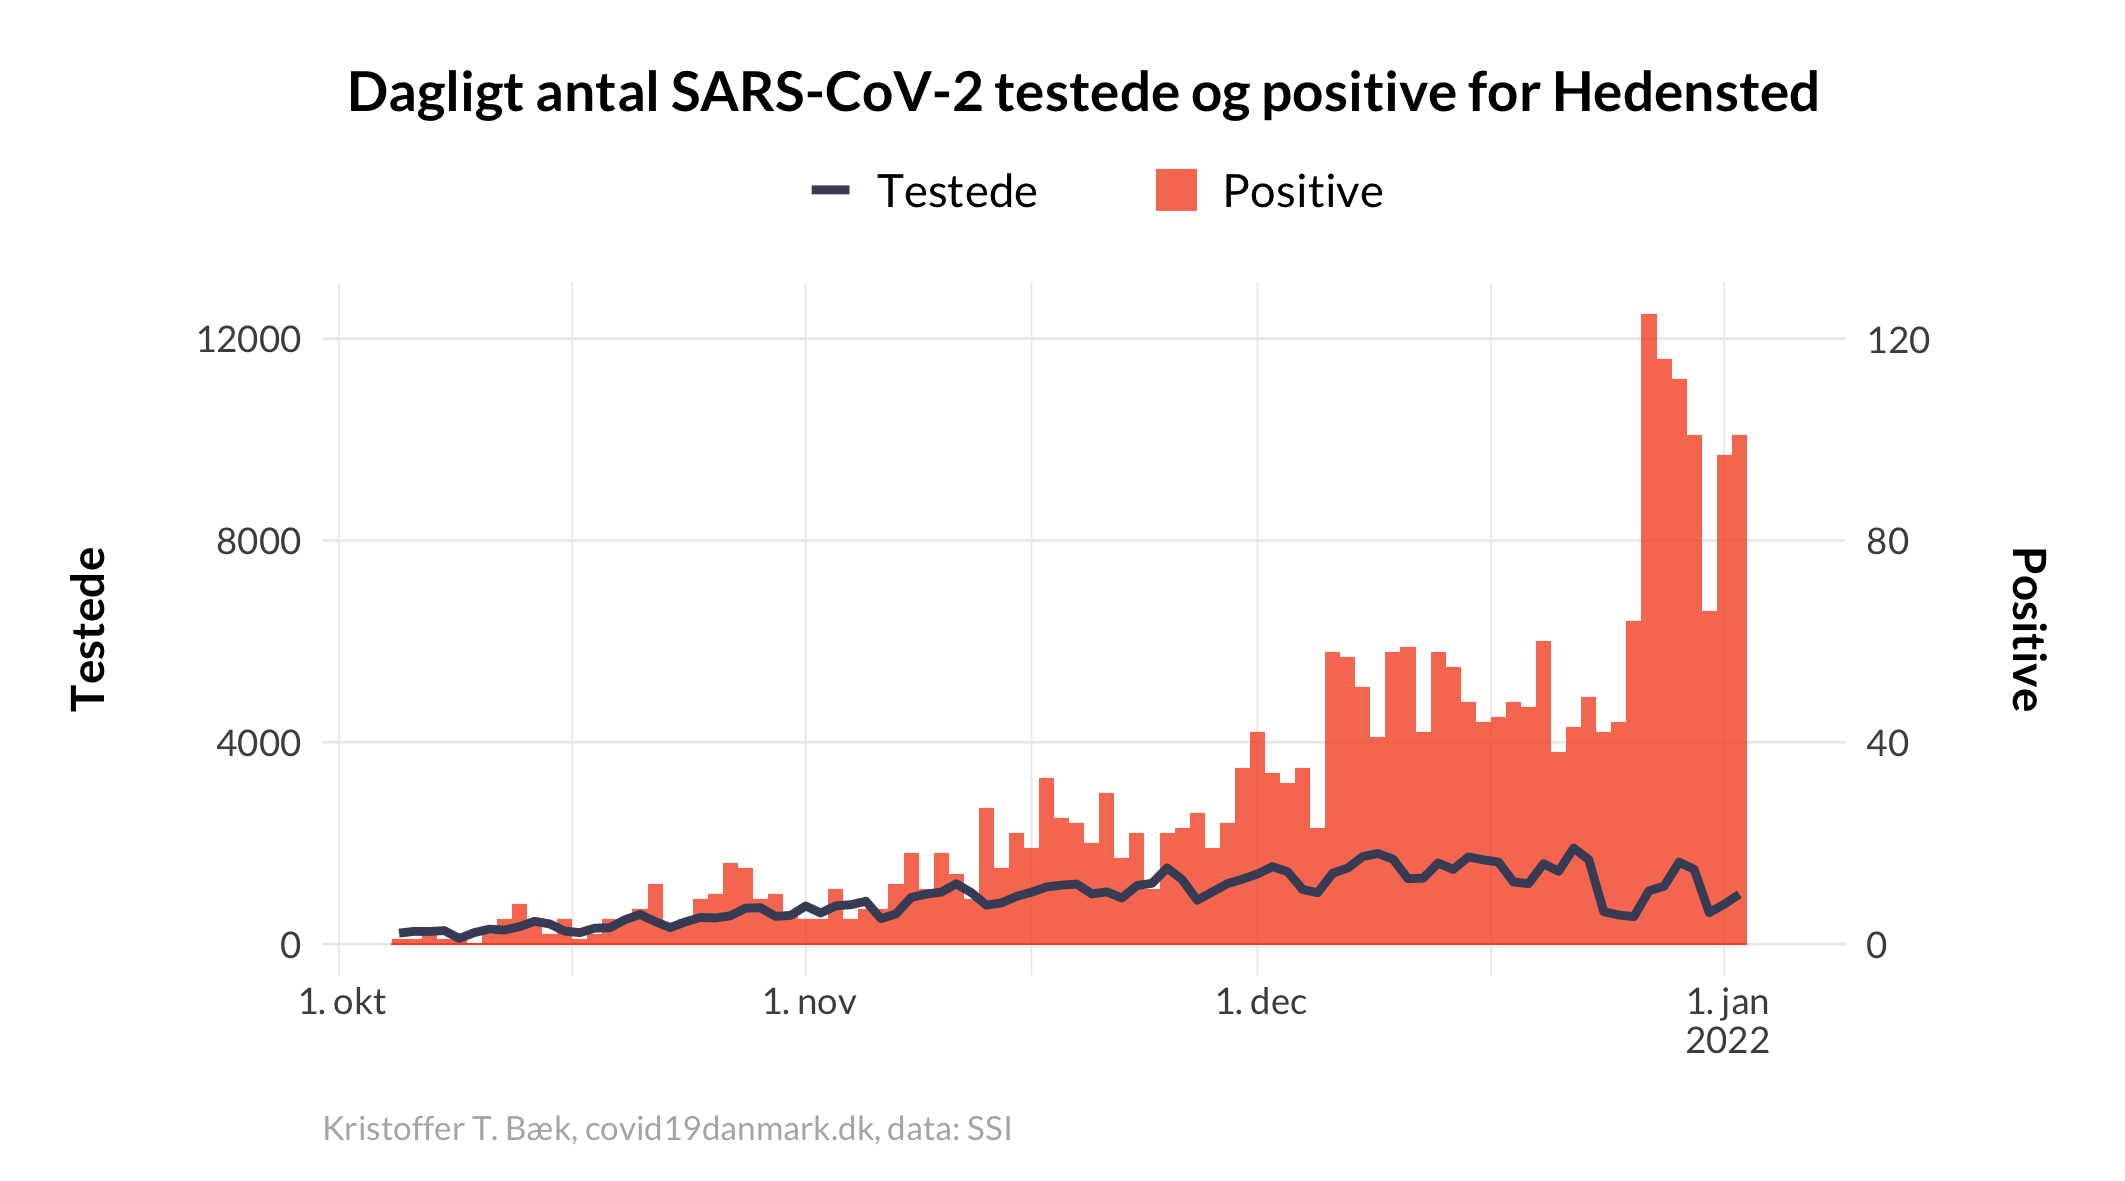 Dagligt antal SARS-CoV-2 testede og positive for Hedensted
Testede
Positive
12000
8000
4000
0
120
80
40
0
Testede
Positive
1. okt
1. nov
1. dec
1. jan
2022
Kristoffer T. Bæk, covid19danmark.dk, data: SSI